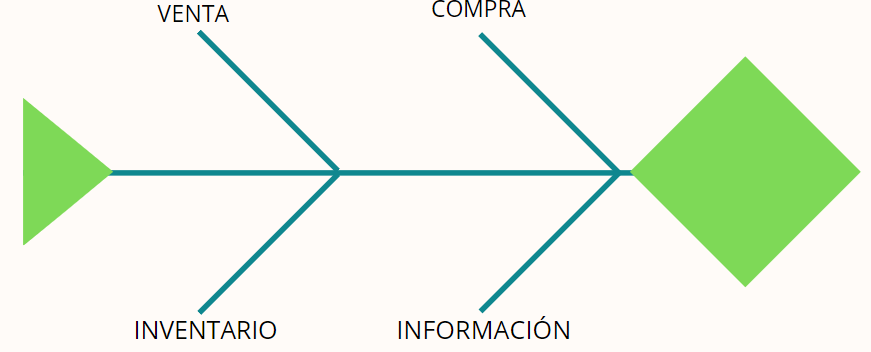 VENTA
COMPRA
INVENTARIO
INFORMACIÓN